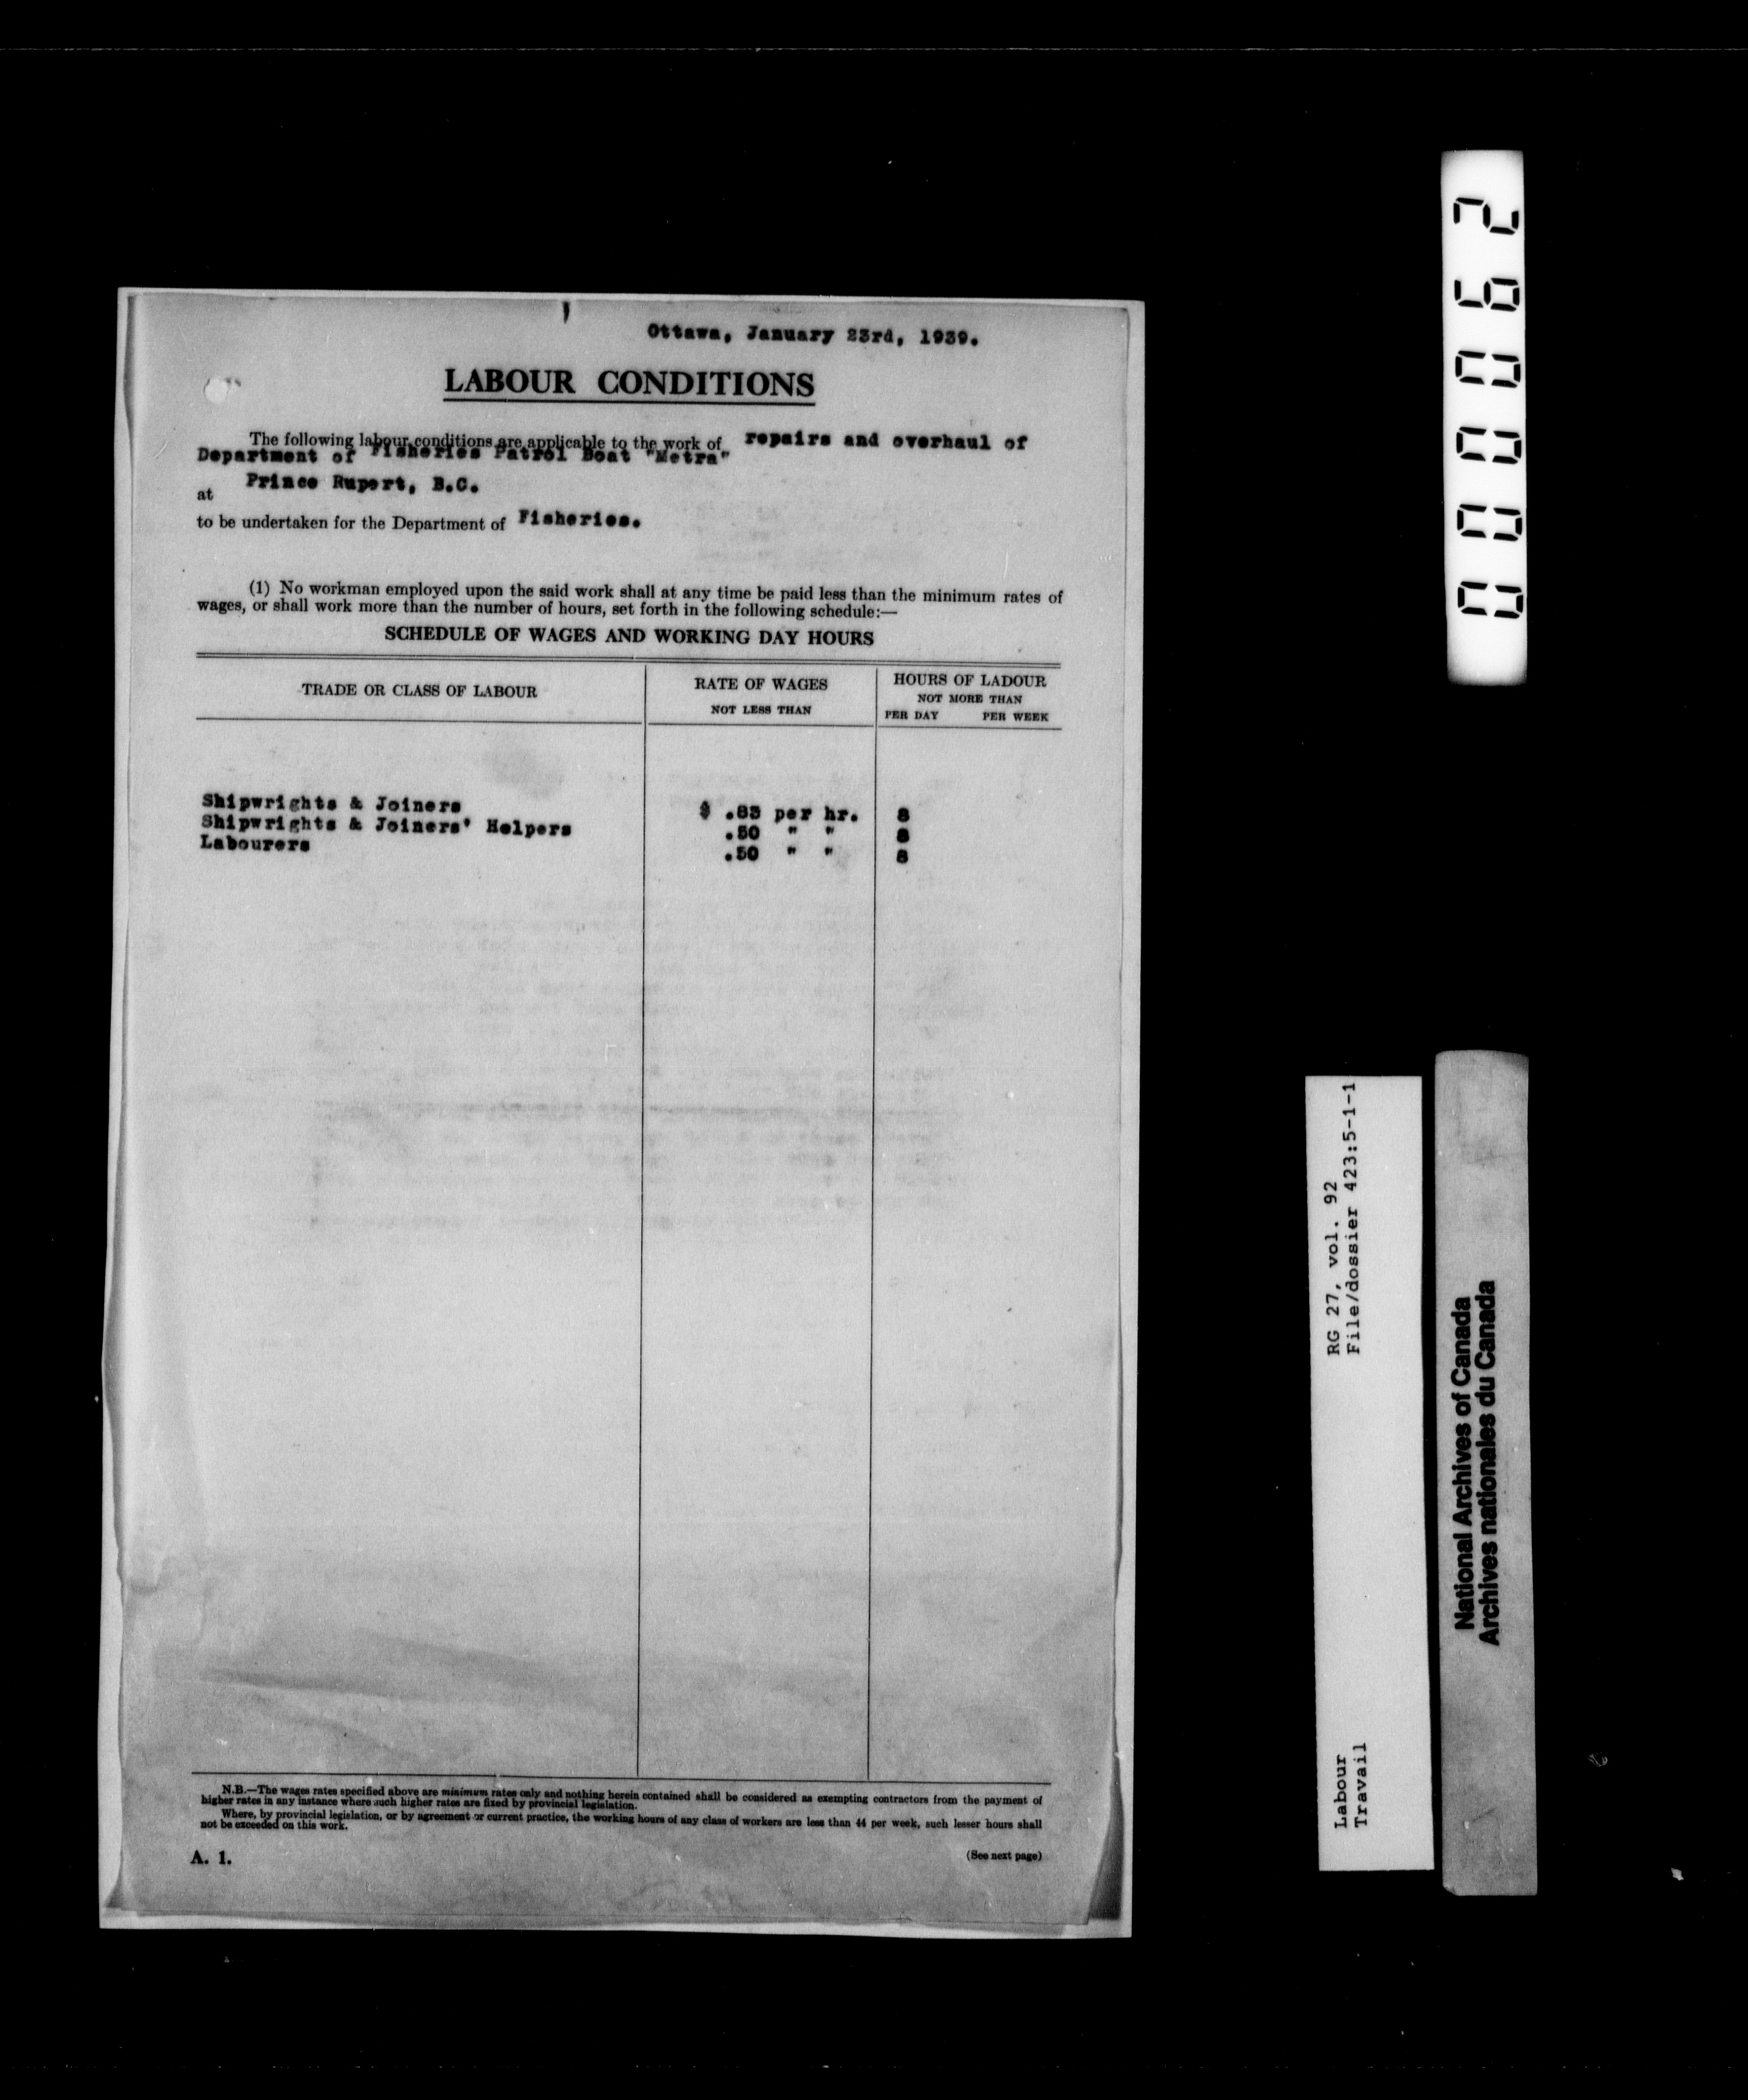 Ottawa, January 23rd, 1939.
LABOUR CONDITIONS
The following labour conditions are applicable to the work of repairs and overhaul of
Department of Fisheries Patrol Boat "Metra"
at Prince Rupert, B.C.
to be undertaken for the Department of Fisheries.
(1) No workman employed upon the said work shall at any time be paid less than the minimum rates of
wages, or shall work more than the number of hours, set forth in the following schedule:—
SCHEDULE OF WAGES AND WORKING DAY HOURS
TRADE OR CLASS OF LABOUR
RATE OF WAGES
NOT LESS THAN
HOURS OF LADOUR
NOT MORE THAN
PER DAY PER WEEK
Shipwrights & Joiners $ .83 per hr. 8
Shipwrights & Joiners' Helpers .50 " " 8
Labourers .50 " " 8
N.B.—The wages rates specified above are minimum rates only and nothing herein contained shall be considered as exempting contractors from the payment of
higher rates in any instance where such higher rates are fixed by provincial legislation.
Where, by provincial legislation, or by agreement or current practice, the working hours of any class of workers are less than 44 per week, such lesser hours shall
not be exceeded on this work.
A. 1.
(See next page)
000062
RG 27, vol. 92
File/dossier 423:5-1-1
Labour
Travail
National Archives of Canada
Archives nationales du Canada